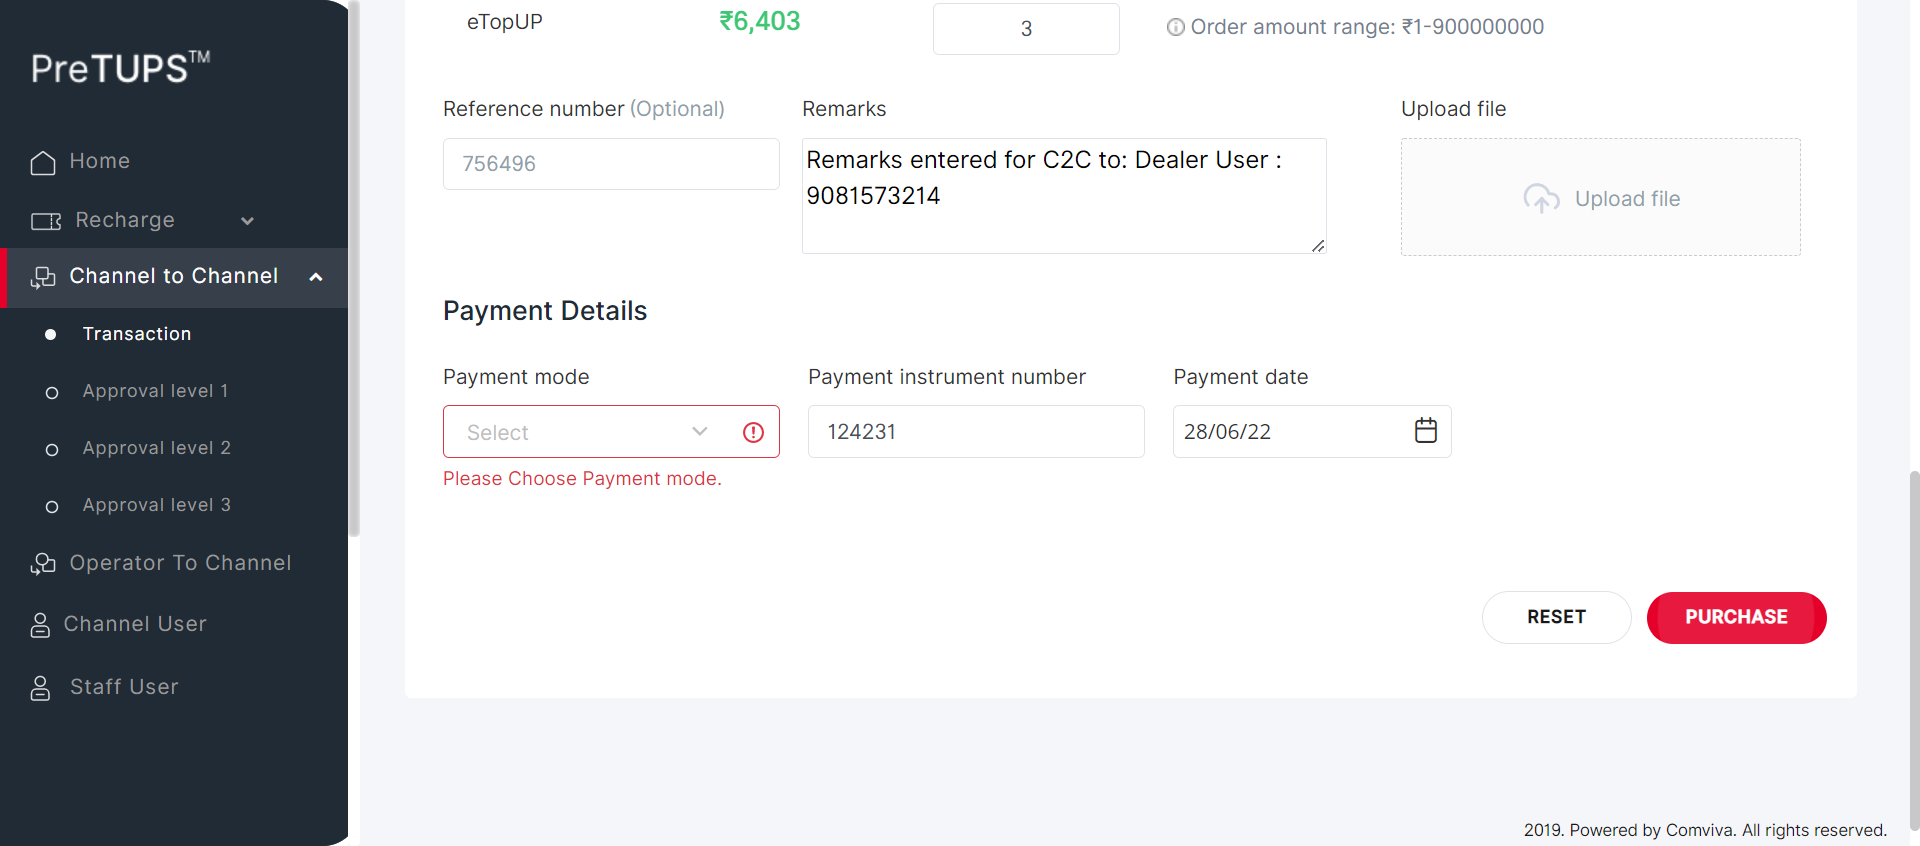 PreTUPS™
Home
Recharge
Channel to Channel
Transaction
Approval level 1
Approval level 2
Approval level 3
Operator To Channel
Channel User
Staff User
eTopUP
₹6,403
3
Order amount range: ₹1-900000000
Reference number (Optional)
756496
Remarks
Remarks entered for C2C to: Dealer User :
9081573214
Upload file
Upload file
Payment Details
Payment mode
Select
Please Choose Payment mode.
Payment instrument number
124231
Payment date
28/06/22
RESET
PURCHASE
2019. Powered by Comviva. All rights reserved.